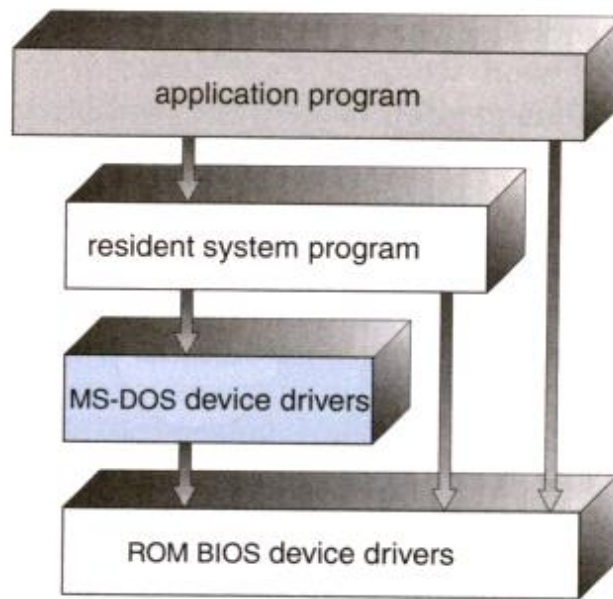 application program
resident system program
MS-DOS device drivers
ROM BIOS device drivers